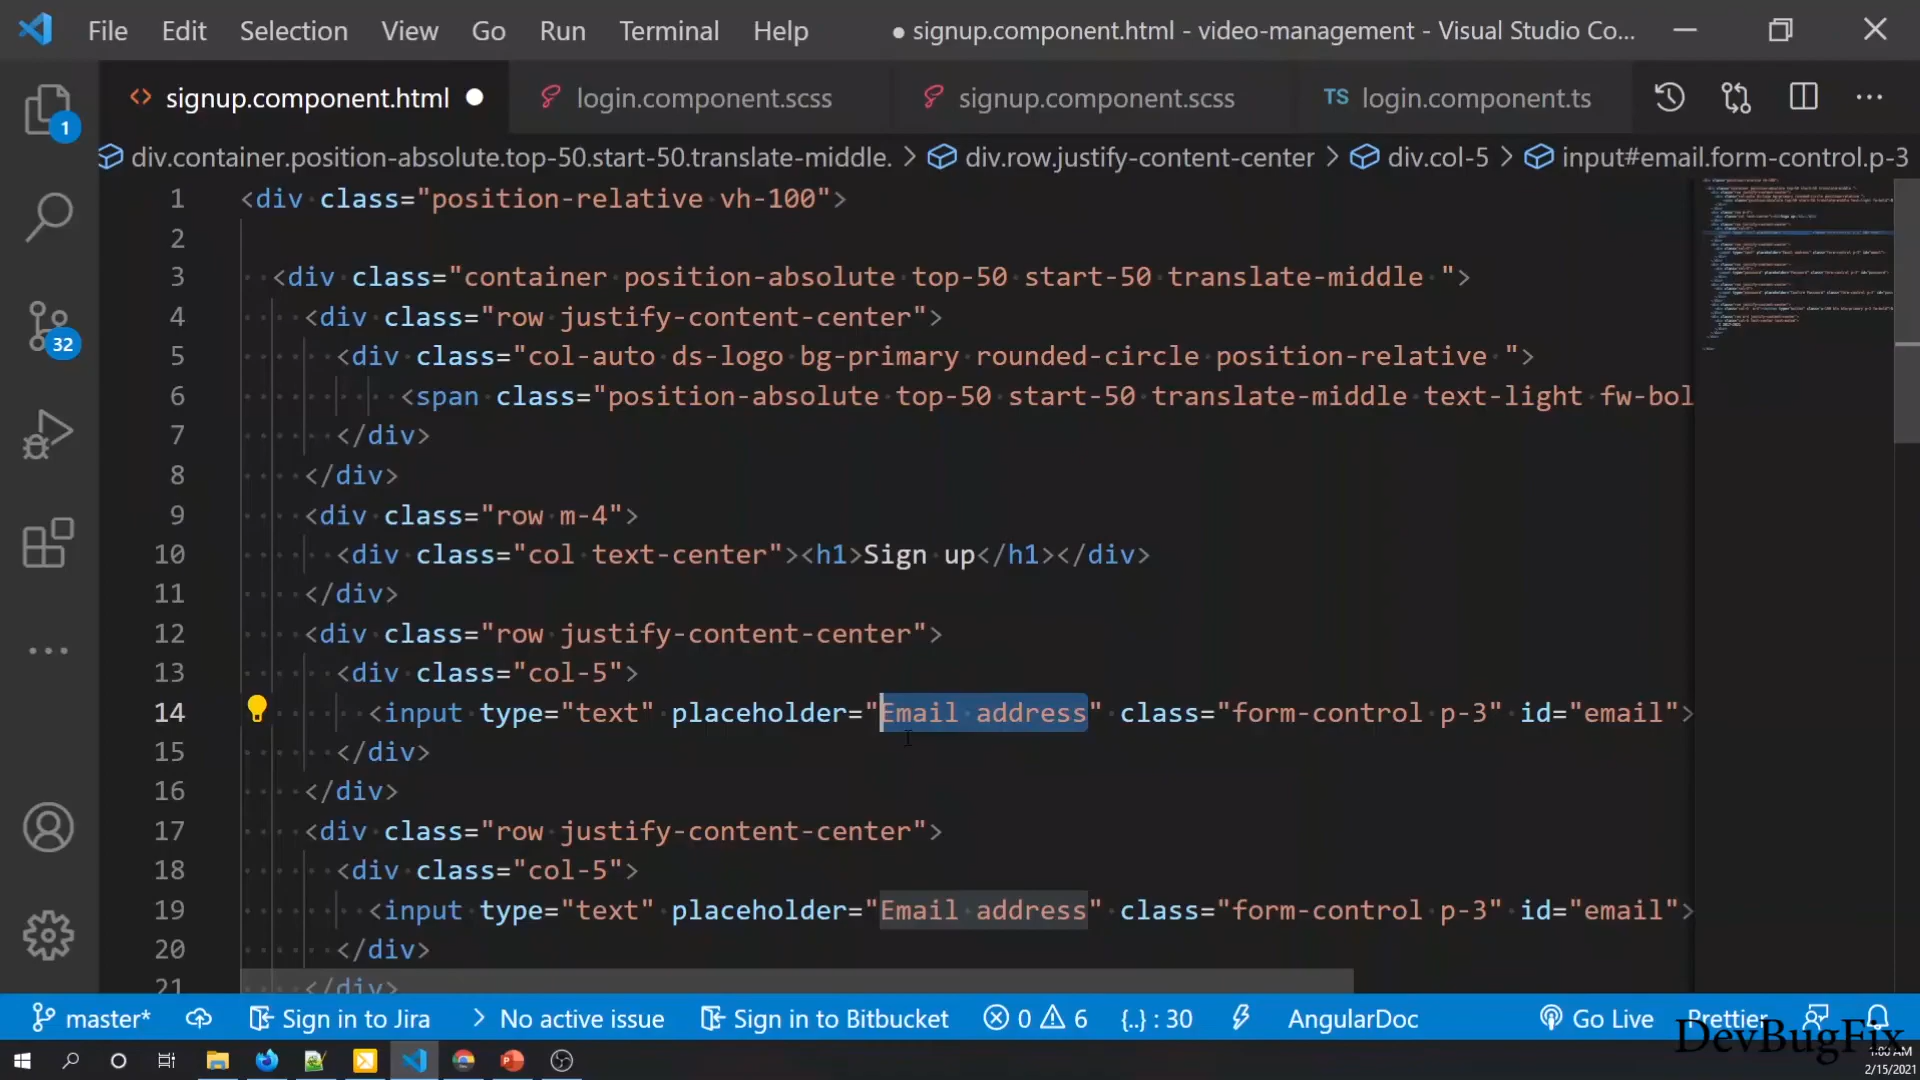 File Edit Selection View Go Run Terminal Help ● signup.component.html - video-management - Visual Studio Co...
<> signup.component.html ● login.component.scss signup.component.scss TS login.component.ts ...
1
div.container.position-absolute.top-50.start-50.translate-middle. > div.row.justify-content-center > div.col-5 > input#email.form-control.p-3
1 <div class="position-relative vh-100">
2
3 <div class="container position-absolute top-50 start-50 translate-middle ">
4 <div class="row justify-content-center">
32
5 <div class="col-auto ds-logo bg-primary rounded-circle position-relative ">
6 <span class="position-absolute top-50 start-50 translate-middle text-light fw-bol
7 </div>
8 </div>
9 <div class="row m-4">
10 <div class="col text-center"><h1>Sign up</h1></div>
11 </div>
12 <div class="row justify-content-center">
13 <div class="col-5">
14 <input type="text" placeholder="Email address" class="form-control p-3" id="email">
15 </div>
16 </div>
17 <div class="row justify-content-center">
18 <div class="col-5">
19 <input type="text" placeholder="Email address" class="form-control p-3" id="email">
20 </div>
21 </div>
master* Sign in to Jira > No active issue Sign in to Bitbucket 0 6 {..} : 30 AngularDoc Go Live Prettier
DevBugFix
1:00 AM
2/15/2021